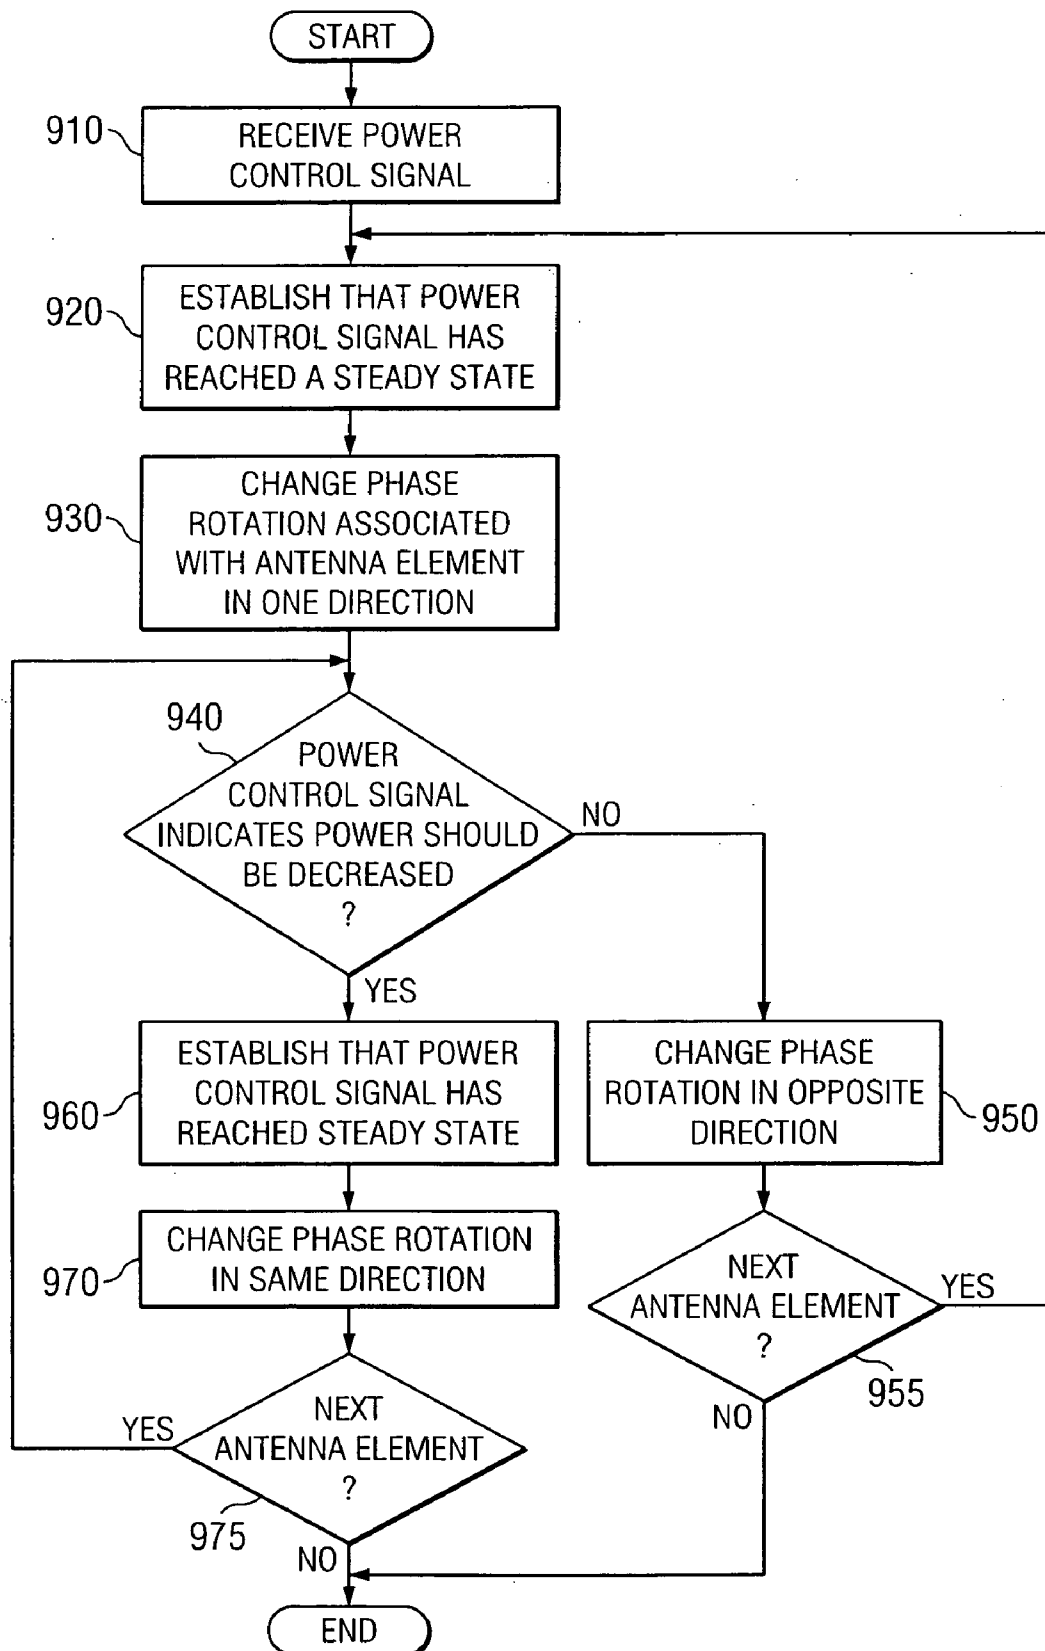 START
910
RECEIVE POWER
CONTROL SIGNAL
920
ESTABLISH THAT POWER
CONTROL SIGNAL HAS
REACHED A STEADY STATE
930
CHANGE PHASE
ROTATION ASSOCIATED
WITH ANTENNA ELEMENT
IN ONE DIRECTION
940
POWER
CONTROL SIGNAL
INDICATES POWER SHOULD
BE DECREASED
?
NO
YES
960
ESTABLISH THAT POWER
CONTROL SIGNAL HAS
REACHED STEADY STATE
CHANGE PHASE
ROTATION IN OPPOSITE
DIRECTION
950
970
CHANGE PHASE ROTATION
IN SAME DIRECTION
NEXT
ANTENNA ELEMENT
?
YES
955
NO
YES
NEXT
ANTENNA ELEMENT
?
975
NO
END